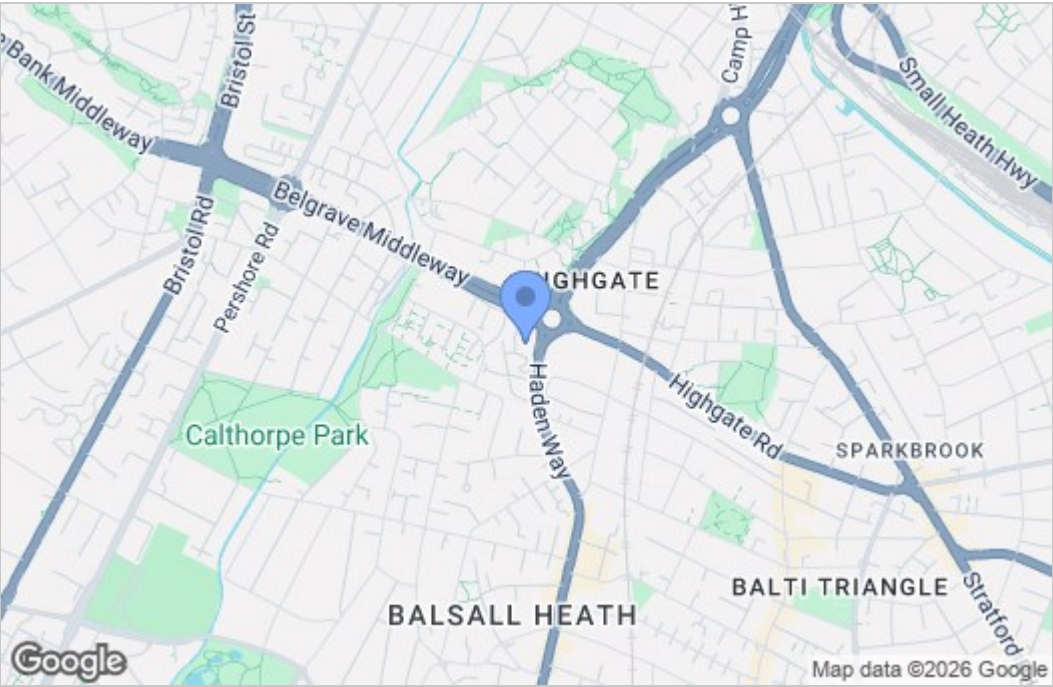 Bristol St
Camp H
e Bank Middleway
Small Heath Hwy
Belgrave Middleway
Bristol Rd
Pershore Rd
IGHGATE
Haden Way
Highgate Rd
Calthorpe Park
SPARKBROOK
BALTI TRIANGLE
BALSALL HEATH
Stratford
Google
Map data ©2026 Google